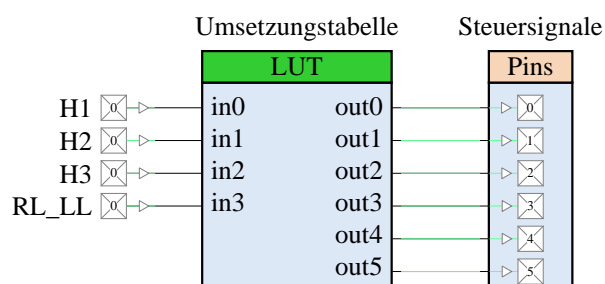 Umsetzungstabelle Steuersignale
LUT Pins
H1 0 in0 out0 0
H2 0 in1 out1 1
H3 0 in2 out2 2
RL_LL 0 in3 out3 3
out4 4
out5 5